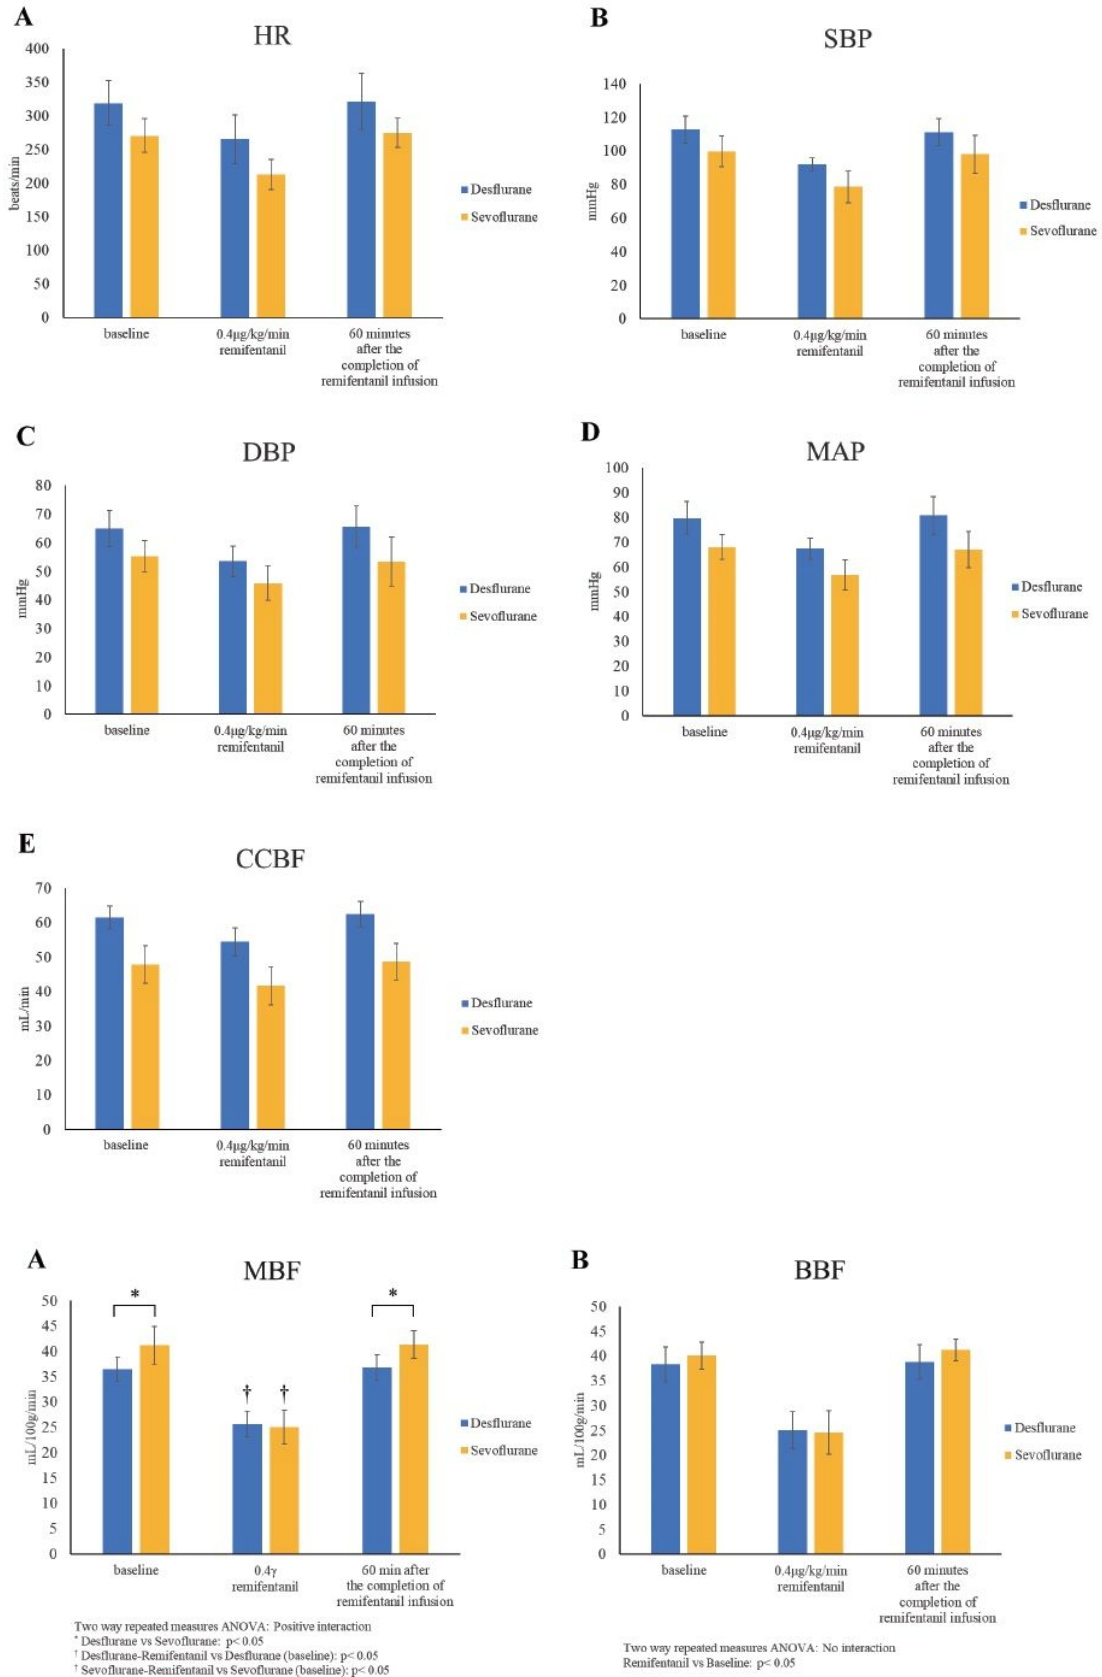 A
HR
400
350
300
250
200
150
100
50
0
beats/min
baseline
0.4μg/kg/min
remifentanil
60 minutes
after the
completion of
remifentanil infusion
Desflurane
Sevoflurane
B
SBP
140
120
100
80
60
40
20
0
mmHg
baseline
0.4μg/kg/min
remifentanil
60 minutes
after the
completion of
remifentanil infusion
Desflurane
Sevoflurane
C
DBP
80
70
60
50
40
30
20
10
0
mmHg
baseline
0.4μg/kg/min
remifentanil
60 minutes
after the
completion of
remifentanil infusion
Desflurane
Sevoflurane
D
MAP
100
90
80
70
60
50
40
30
20
10
0
mmHg
baseline
0.4μg/kg/min
remifentanil
60 minutes
after the
completion of
remifentanil infusion
Desflurane
Sevoflurane
E
CCBF
70
60
50
40
30
20
10
0
mL/min
baseline
0.4μg/kg/min
remifentanil
60 minutes
after the
completion of
remifentanil infusion
Desflurane
Sevoflurane
A
MBF
50
45
40
35
30
25
20
15
10
5
0
mL/100g/min
* *
† †
baseline
0.4γ
remifentanil
60 min after
the completion of
remifentanil infusion
Desflurane
Sevoflurane
Two way repeated measures ANOVA: Positive interaction
* Desflurane vs Sevoflurane: p< 0.05
† Desflurane-Remifentanil vs Desflurane (baseline): p< 0.05
† Sevoflurane-Remifentanil vs Sevoflurane (baseline): p< 0.05
B
BBF
50
45
40
35
30
25
20
15
10
5
0
mL/100g/min
baseline
0.4μg/kg/min
remifentanil
60 minutes
after the
completion of
remifentanil infusion
Desflurane
Sevoflurane
Two way repeated measures ANOVA: No interaction
Remifentanil vs Baseline: p< 0.05